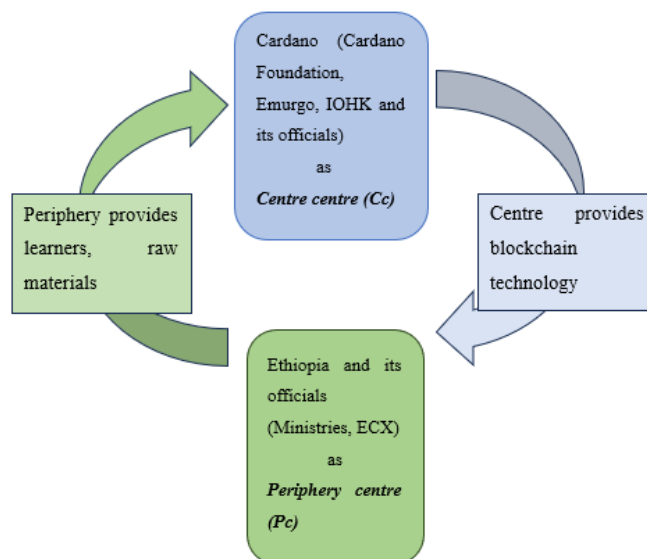 Cardano (Cardano
Foundation,
Emurgo, IOHK and
its officials)
as
Centre centre (Cc)
Periphery provides
learners, raw
materials
Centre provides
blockchain
technology
Ethiopia and its
officials
(Ministries, ECX)
as
Periphery centre
(Pc)